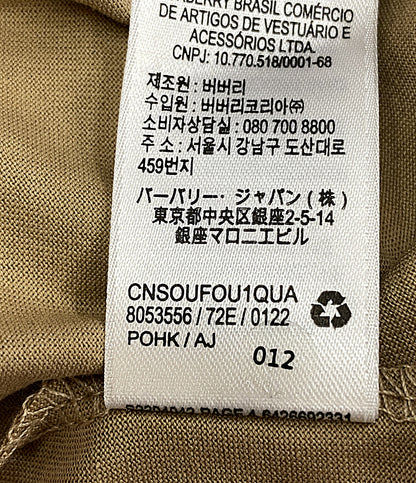 BERRY BRASIL COMÉRCIO
DE ARTIGOS DE VESTUÁRIO E
ACESSÓRIOS LTDA.
CNPJ: 10.770.518/0001-68
제조원 : 버버리
수입원 : 버버리코리아㈜
소비자상담실 : 080 700 8800
주 소 : 서울시 강남구 도산대로
459번지
バーバリー・ジャパン（株）
東京都中央区銀座2-5-14
銀座マロニエビル
CNSOUFOU1QUA
8053556 / 72E / 0122
POHK / AJ
012